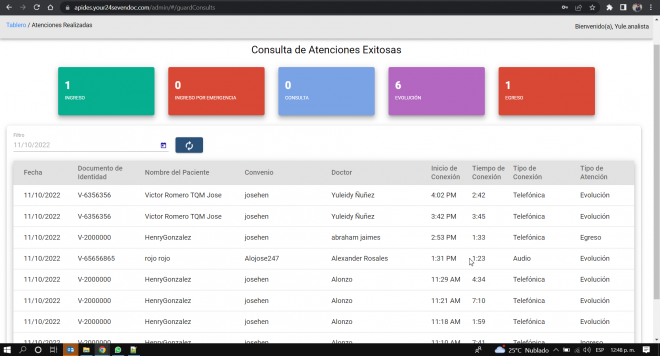 apides.your24sevendoc.com/admin/#/guardConsults
Tablero / Atenciones Realizadas
Bienvenido(a), Yule.analista
Consulta de Atenciones Exitosas
1
INGRESO
0
INGRESO POR EMERGENCIA
0
CONSULTA
6
EVOLUCIÓN
1
EGRESO
Filtro
11/10/2022
Fecha Documento de Identidad Nombre del Paciente Convenio Doctor Inicio de Conexión Tiempo de Conexión Tipo de Conexión Tipo de Atención
11/10/2022 V-6356356 Victor Romero TQM Jose josehen Yuleidy Ñuñez 4:02 PM 2:42 Telefónica Evolución
11/10/2022 V-6356356 Victor Romero TQM Jose josehen Yuleidy Ñuñez 3:42 PM 3:45 Telefónica Evolución
11/10/2022 V-2000000 HenryGonzalez josehen abraham jaimes 2:53 PM 1:33 Telefónica Egreso
11/10/2022 V-65656865 rojo rojo Alojose247 Alexander Rosales 1:31 PM 1:23 Audio Evolución
11/10/2022 V-2000000 HenryGonzalez josehen Alonzo 11:29 AM 4:34 Telefónica Evolución
11/10/2022 V-2000000 HenryGonzalez josehen Alonzo 11:21 AM 7:10 Telefónica Evolución
11/10/2022 V-2000000 HenryGonzalez josehen Alonzo 11:18 AM 1:59 Telefónica Evolución
11/10/2022 V-2000000 HenryGonzalez josehen Alonzo 11:10 AM 7:41 Telefónica Ingreso
25°C Nublado ESP 12:48 p. m.